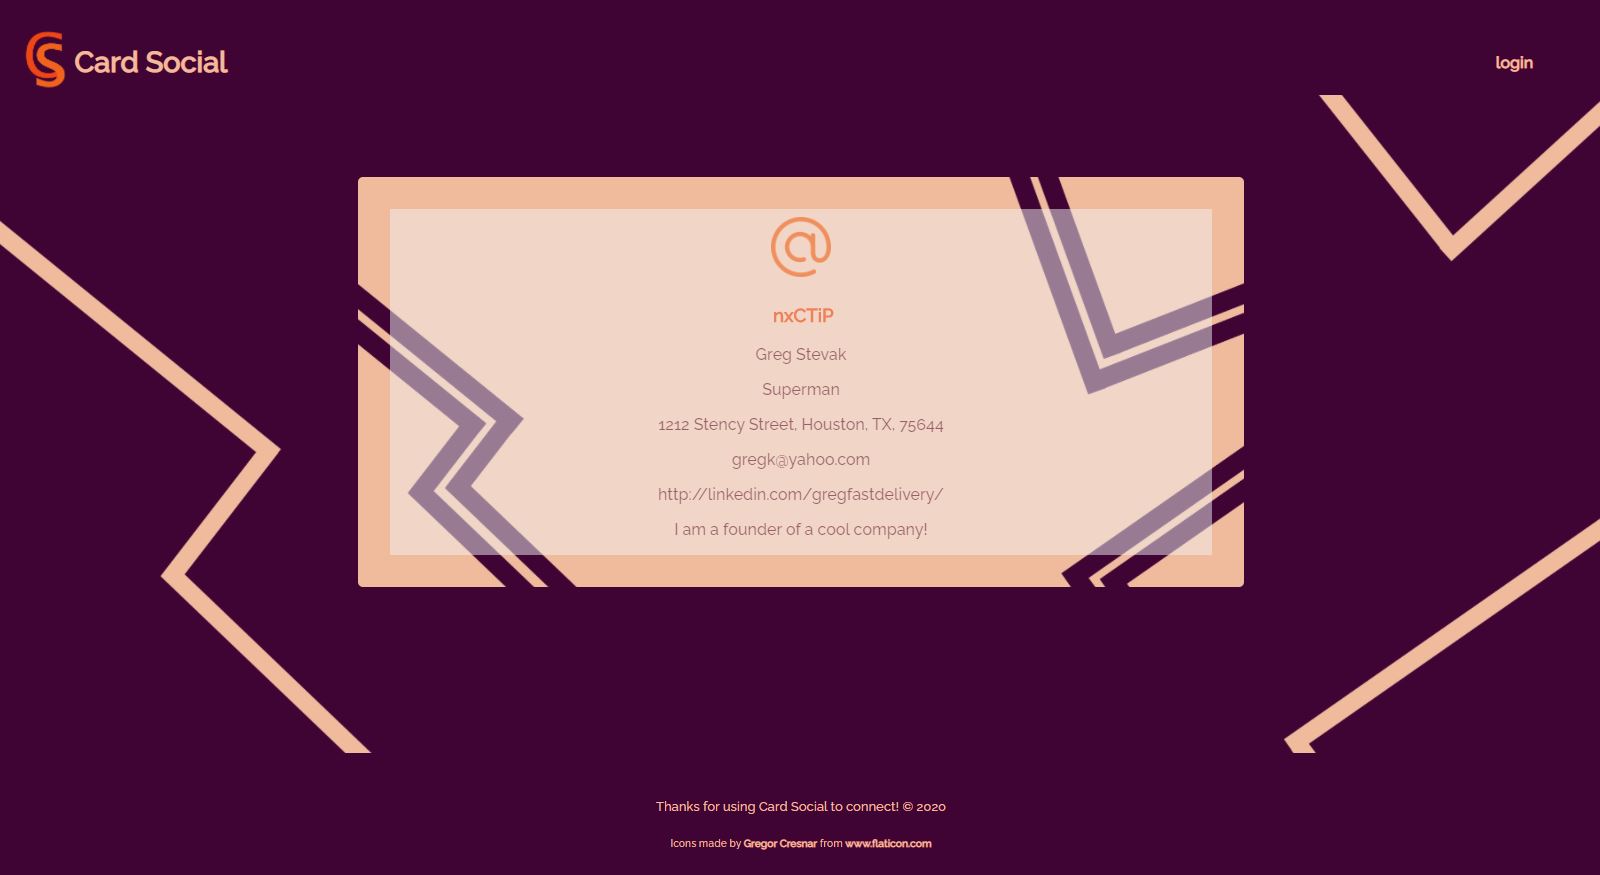 CS Card Social
login
@
nxCTiP
Greg Stevak
Superman
1212 Stency Street, Houston, TX, 75644
gregk@yahoo.com
http://linkedin.com/gregfastdelivery/
I am a founder of a cool company!
Thanks for using Card Social to connect! © 2020
Icons made by Gregor Cresnar from www.flaticon.com